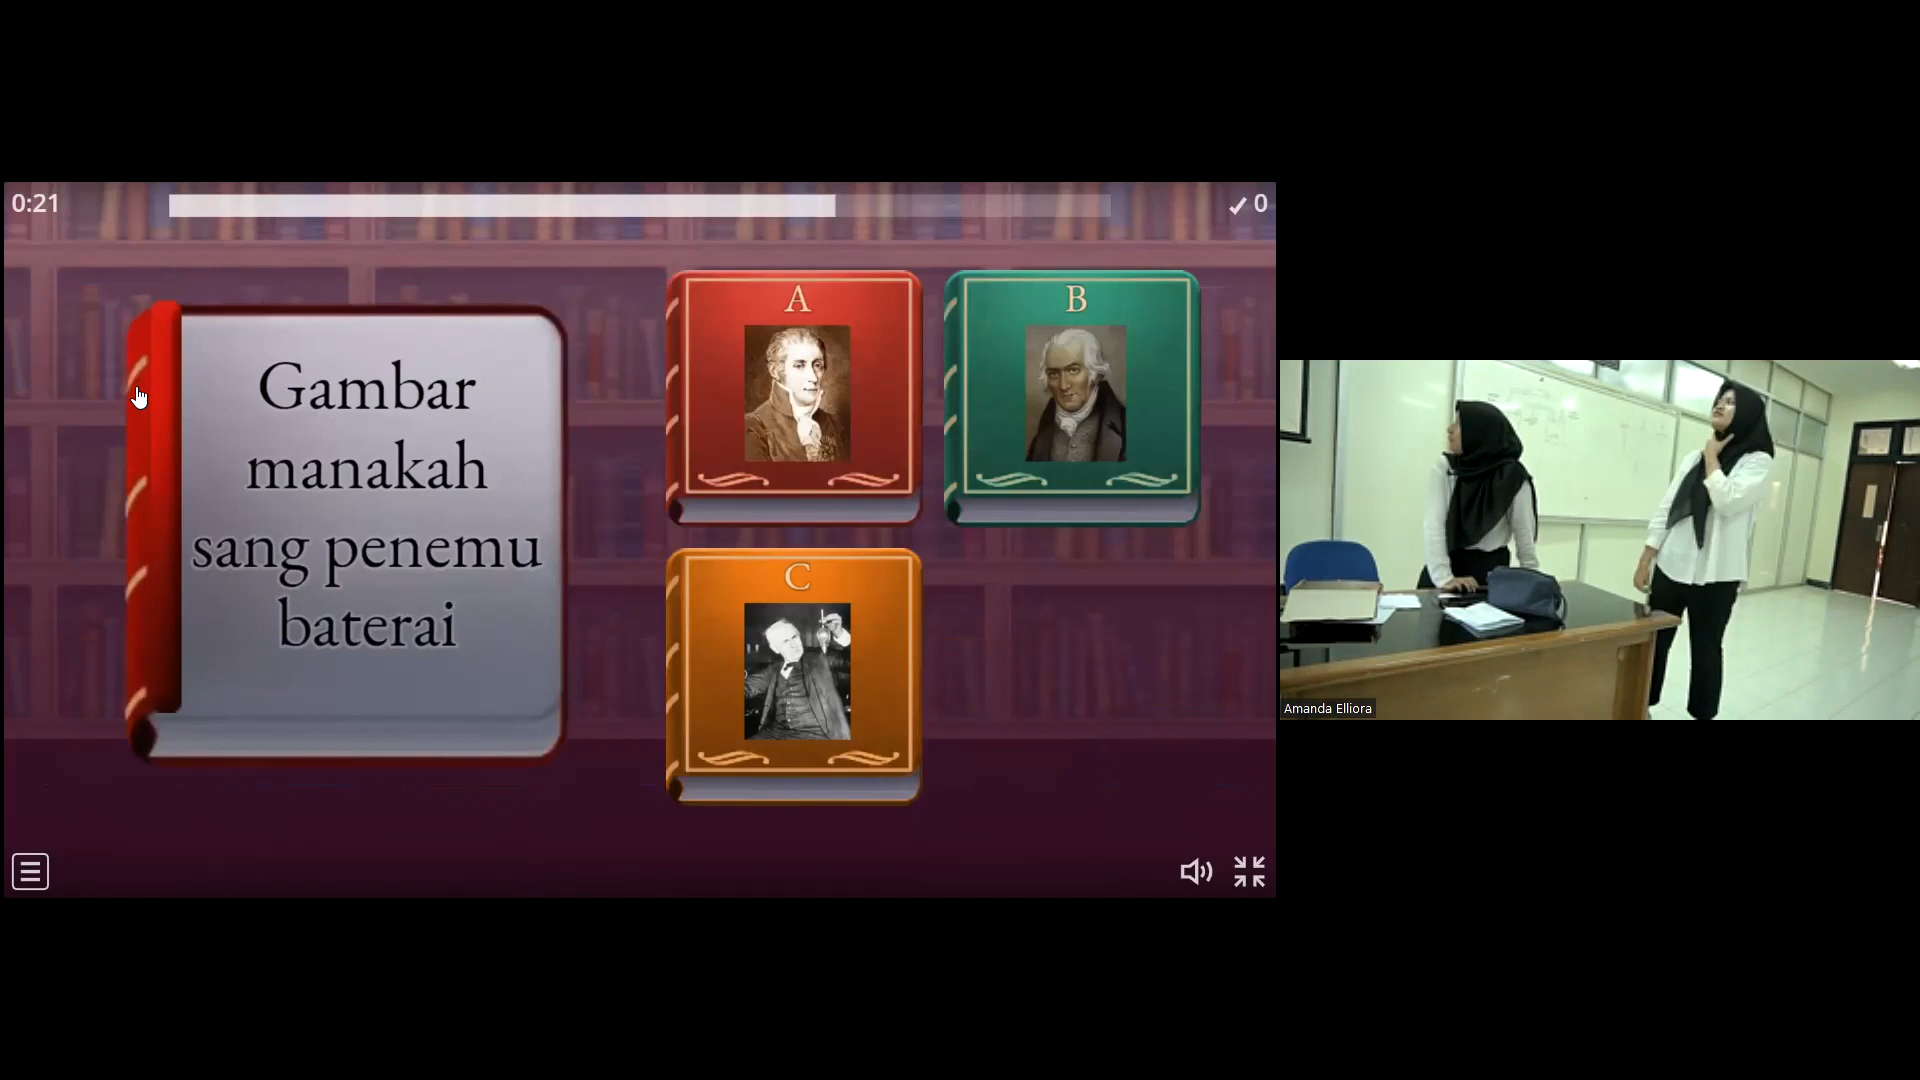 0:21
0
Gambar
manakah
sang penemu
baterai
A
B
C
Amanda Elliora